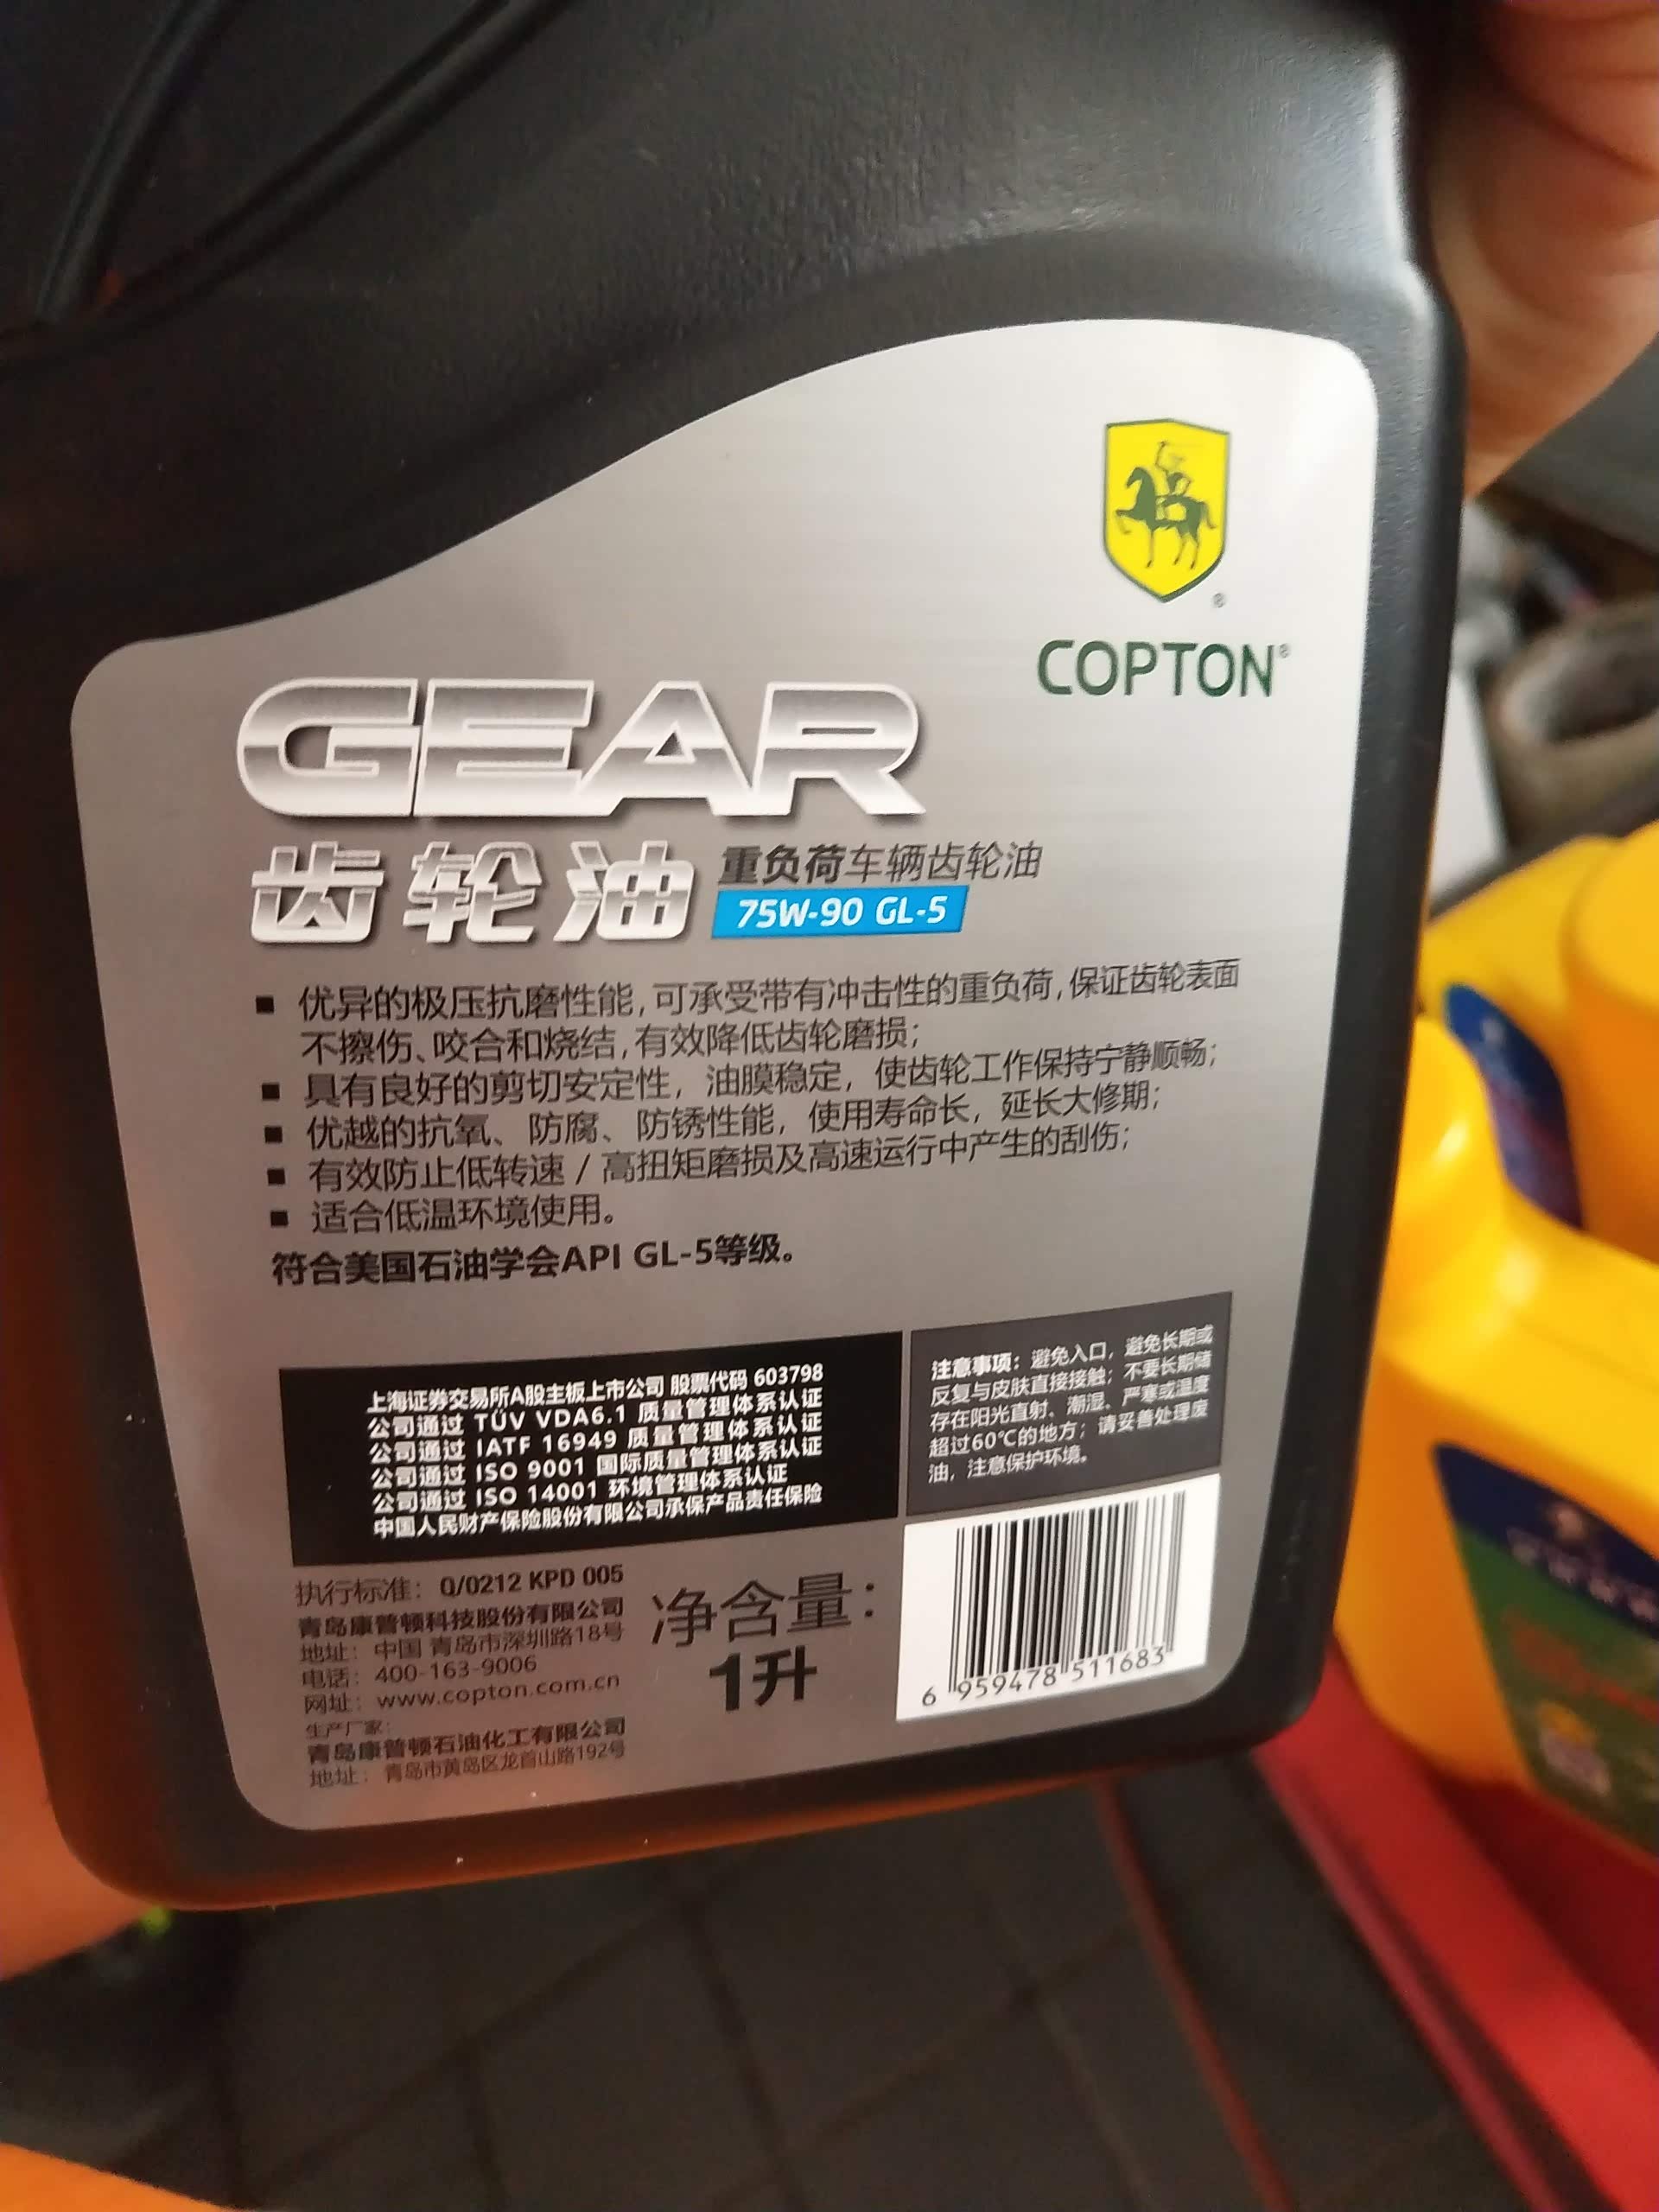 COPTON®
GEAR
齿轮油
重负荷车辆齿轮油
75W-90 GL-5
■ 优异的极压抗磨性能,可承受带有冲击性的重负荷,保证齿轮表面
不擦伤、咬合和烧结,有效降低齿轮磨损;
■ 具有良好的剪切安定性，油膜稳定，使齿轮工作保持宁静顺畅;
■ 优越的抗氧、防腐、防锈性能，使用寿命长，延长大修期;
■ 有效防止低转速 / 高扭矩磨损及高速运行中产生的刮伤;
■ 适合低温环境使用。
符合美国石油学会API GL-5等级。
上海证券交易所A股主板上市公司 股票代码 603798
公司通过 TÜV VDA6.1 质量管理体系认证
公司通过 IATF 16949 质量管理体系认证
公司通过 ISO 9001 国际质量管理体系认证
公司通过 ISO 14001 环境管理体系认证
中国人民财产保险股份有限公司承保产品责任保险
注意事项：避免入口，避免长期或
反复与皮肤直接接触；不要长期储
存在阳光直射、潮湿、严寒或温度
超过60℃的地方；请妥善处理废
油，注意保护环境。
执行标准：Q/0212 KPD 005
青岛康普顿科技股份有限公司
地址：中国 青岛市深圳路18号
电话：400-163-9006
网址：www.copton.com.cn
生产厂家：
青岛康普顿石油化工有限公司
地址：青岛市黄岛区龙首山路192号
净含量：
1升
6 959478 511683